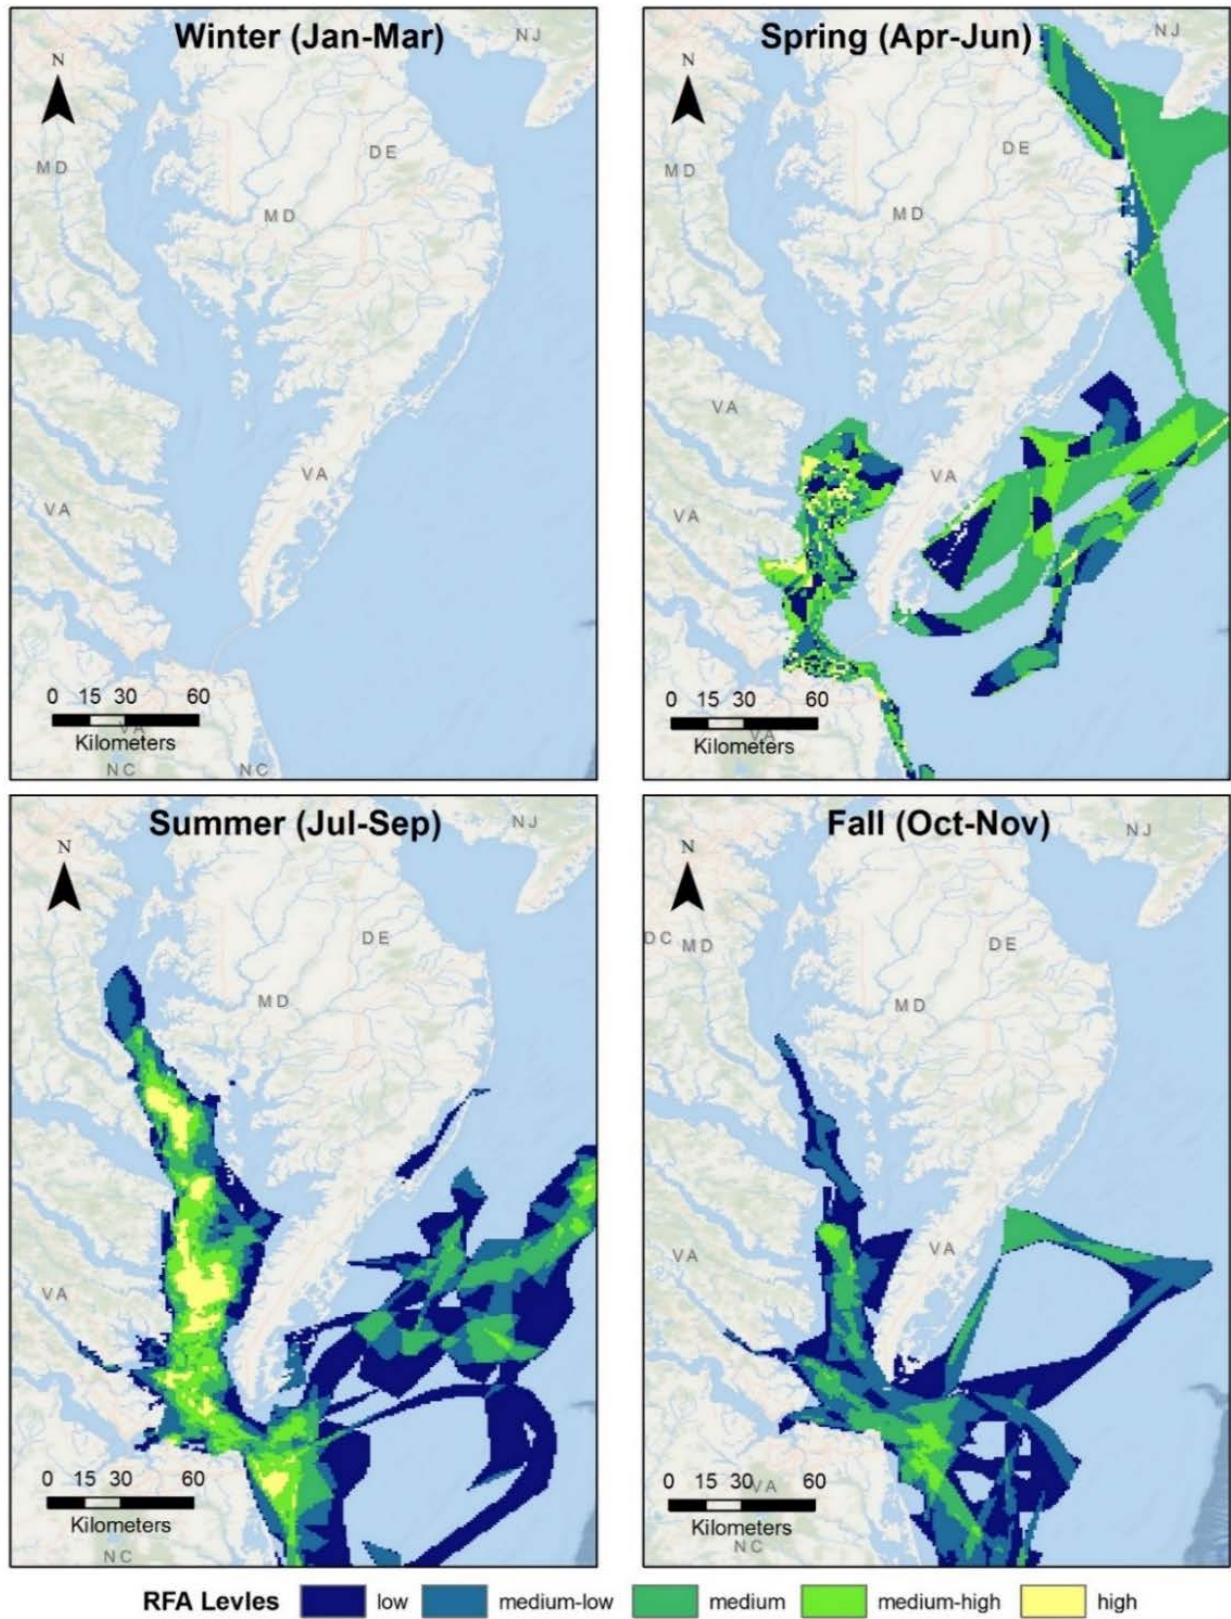 Winter (Jan-Mar)
NJ
N
MD
DE
MD
VA
VA
0 15 30 60
VA
Kilometers
NC NC
Spring (Apr-Jun)
NJ
N
DE
MD
MD
VA
VA
VA
0 15 30 60
VA
Kilometers
Summer (Jul-Sep)
NJ
N
DE
MD
VA
0 15 30 60
Kilometers
NC
Fall (Oct-Nov)
NJ
N
DC MD
DE
MD
VA
VA
0 15 30 60
VA
Kilometers
NC
RFA Levles low medium-low medium medium-high high